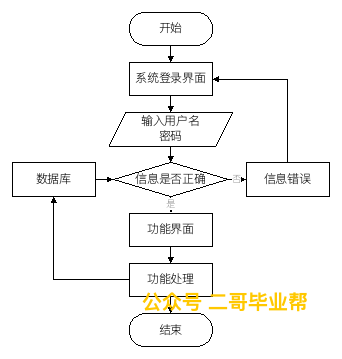 开始
系统登录界面
输入用户名
密码
数据库
信息是否正确
否
信息错误
是
功能界面
功能处理
公众号 二哥毕业帮
结束